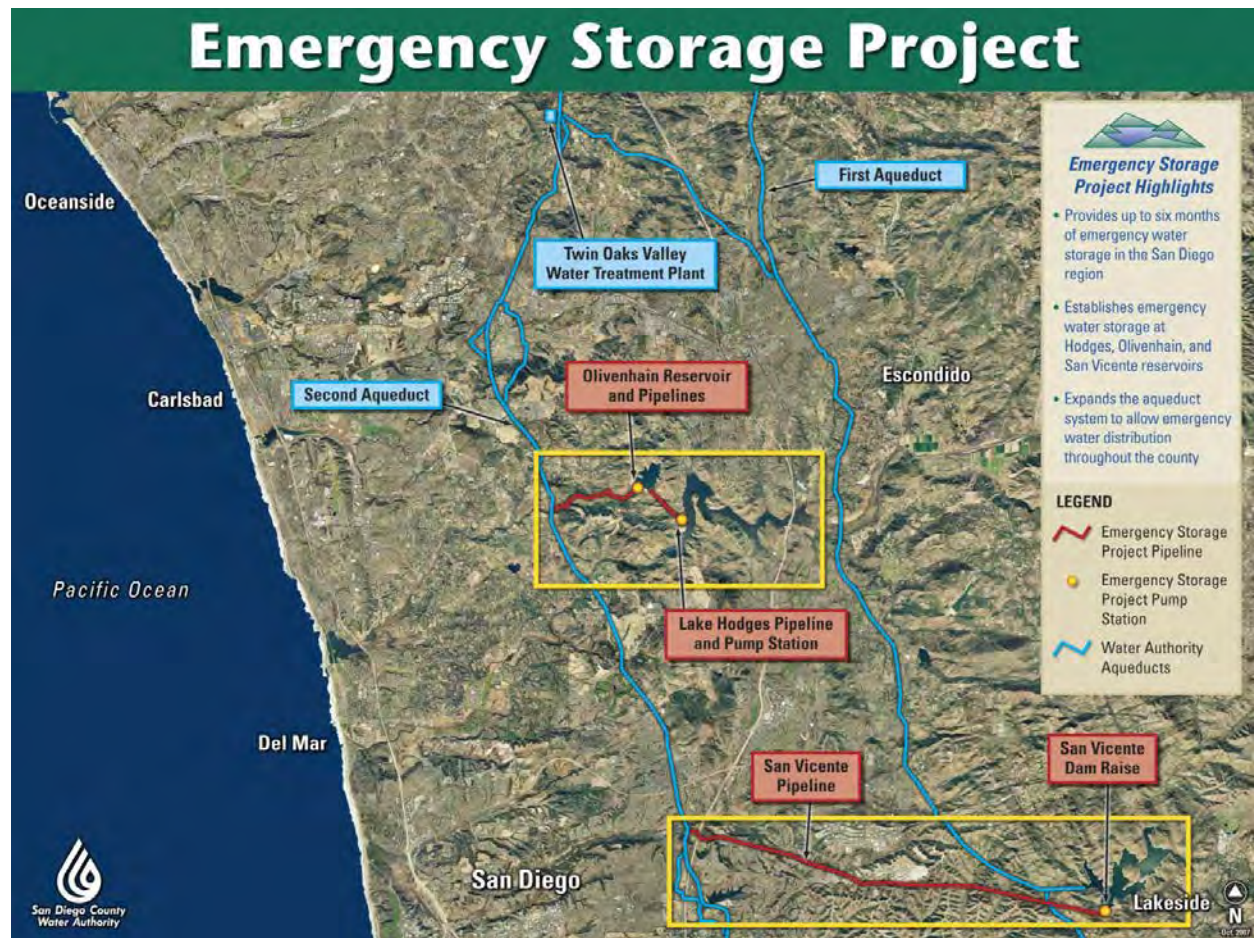 Emergency Storage Project
Oceanside
First Aqueduct
Twin Oaks Valley
Water Treatment Plant
Olivenhain Reservoir
and Pipelines
Escondido
Second Aqueduct
Carlsbad
Pacific Ocean
Lake Hodges Pipeline
and Pump Station
Del Mar
San Vicente
Pipeline
San Vicente
Dam Raise
San Diego
Lakeside
Emergency Storage
Project Highlights
• Provides up to six months
of emergency water
storage in the San Diego
region
• Establishes emergency
water storage at
Hodges, Olivenhain, and
San Vicente reservoirs
• Expands the aqueduct
system to allow emergency
water distribution
throughout the county
LEGEND
Emergency Storage
Project Pipeline
Emergency Storage
Project Pump
Station
Water Authority
Aqueducts
San Diego County
Water Authority
N
Oct. 2007